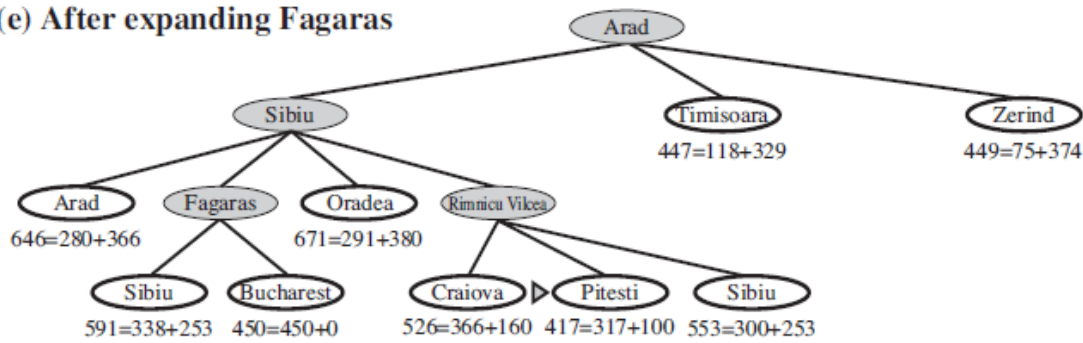 (e) After expanding Fagaras
Arad
Sibiu
Timisoara
Zerind
447=118+329
449=75+374
Arad
Fagaras
Oradea
Rimnicu Vilcea
646=280+366
671=291+380
Sibiu
Bucharest
Craiova
Pitesti
Sibiu
591=338+253
450=450+0
526=366+160
417=317+100
553=300+253